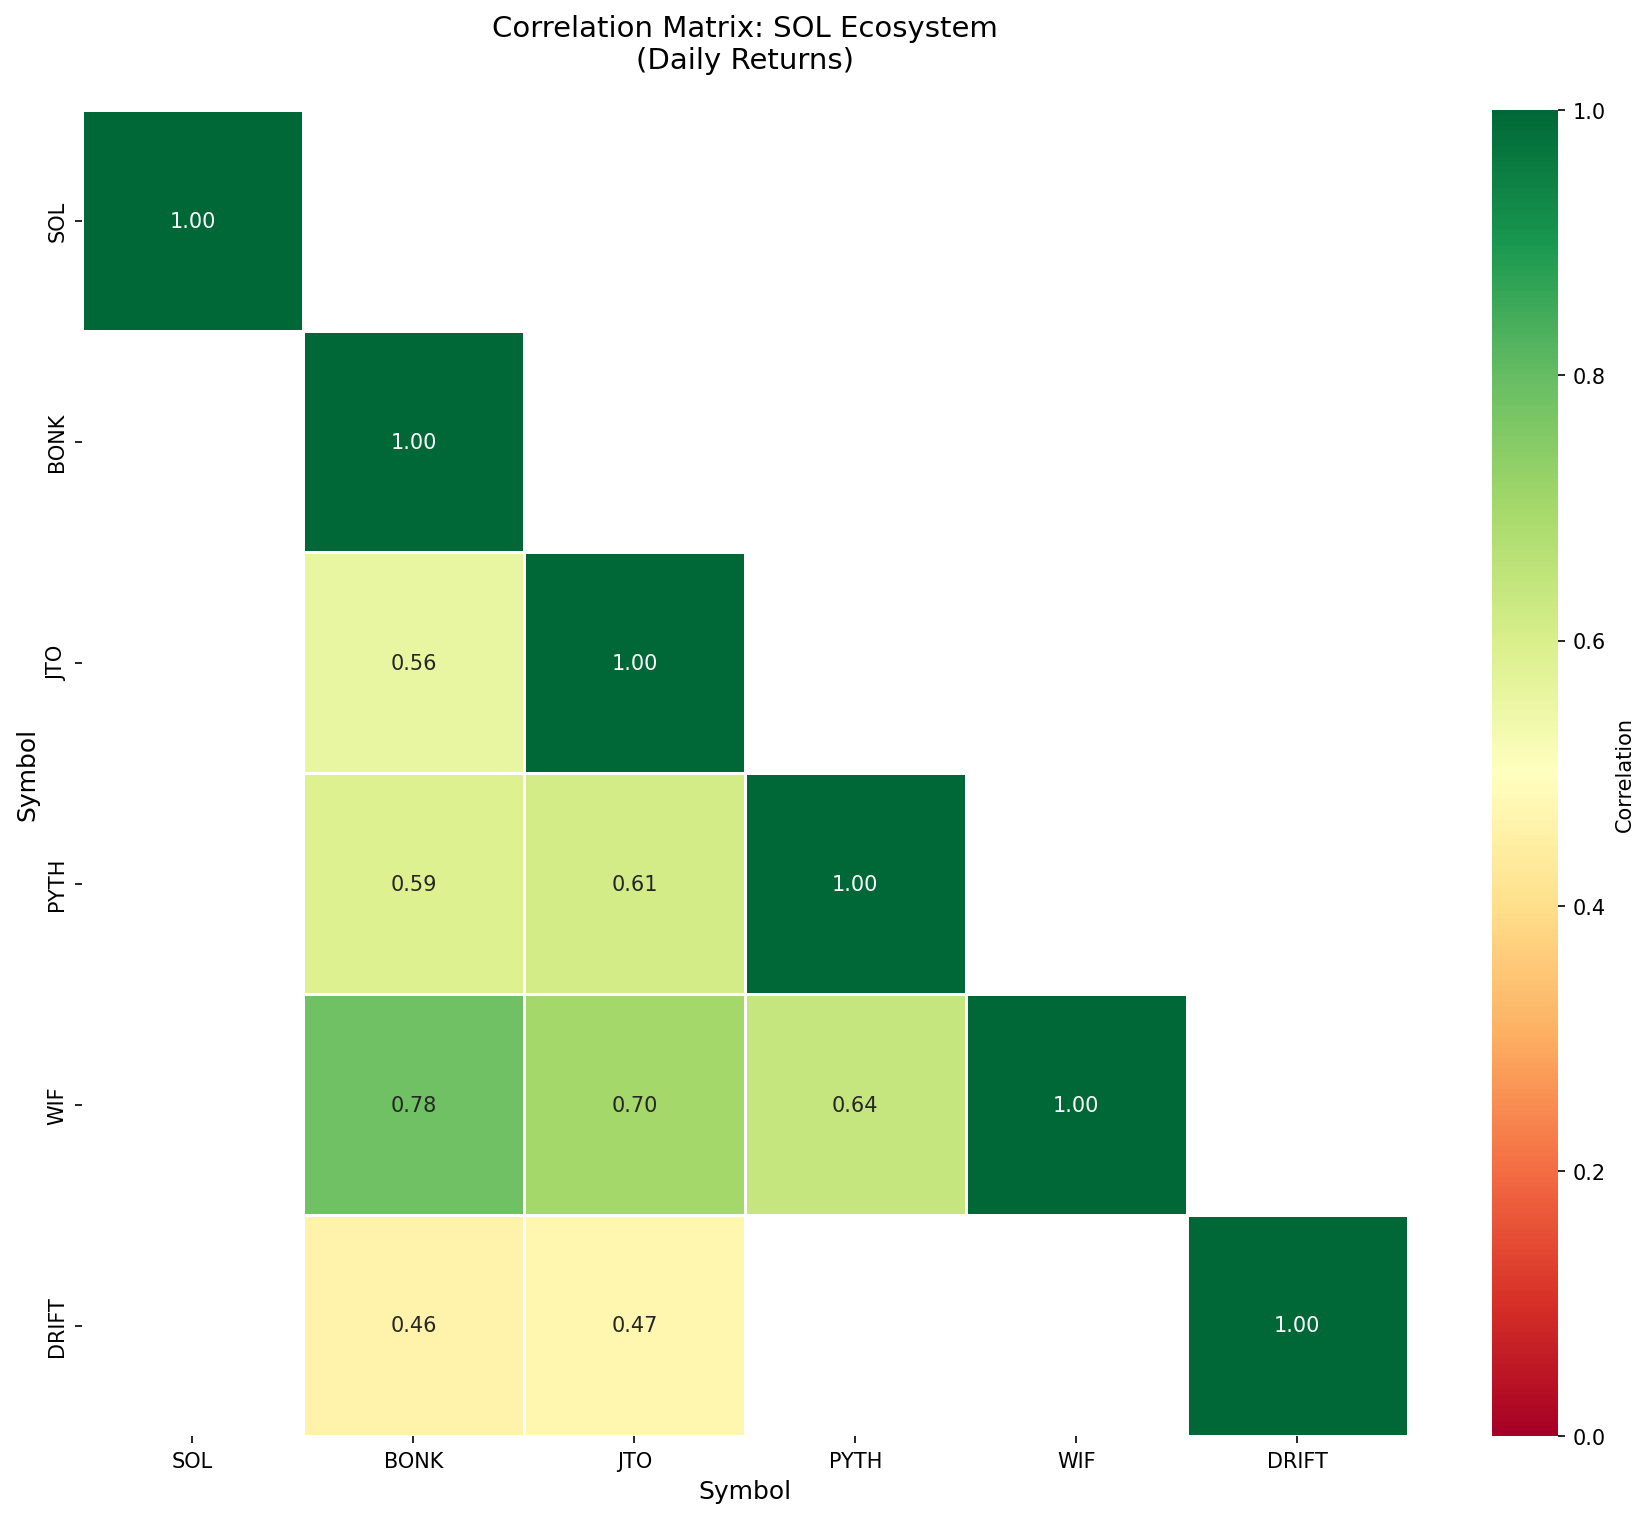 Correlation Matrix: SOL Ecosystem
(Daily Returns)
SOL
1.00
BONK
1.00
JTO
0.56 1.00
PYTH
0.59 0.61 1.00
WIF
0.78 0.70 0.64 1.00
DRIFT
0.46 0.47 1.00
Symbol
SOL BONK JTO PYTH WIF DRIFT
Symbol
1.0
0.8
0.6
0.4
0.2
0.0
Correlation